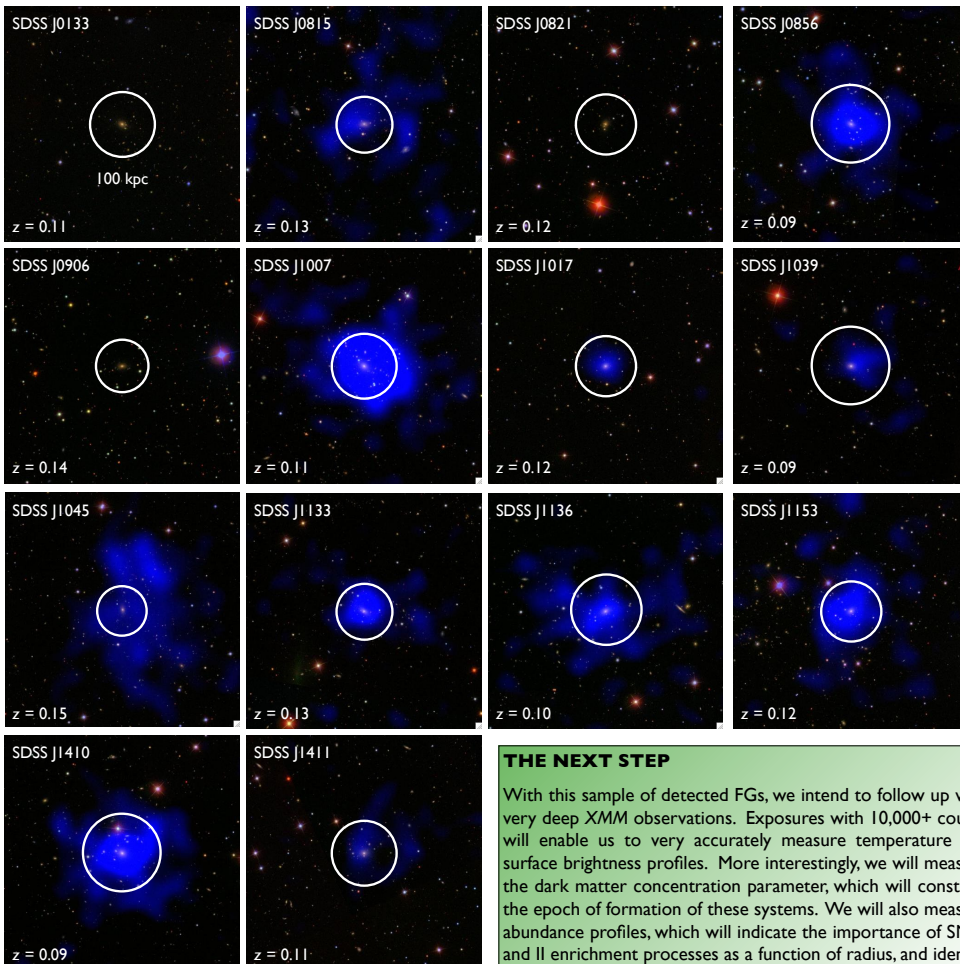 SDSS J0133
100 kpc
z = 0.11
SDSS J0815
z = 0.13
SDSS J0821
z = 0.12
SDSS J0856
z = 0.09
SDSS J0906
z = 0.14
SDSS J1007
z = 0.11
SDSS J1017
z = 0.12
SDSS J1039
z = 0.09
SDSS J1045
z = 0.15
SDSS J1133
z = 0.13
SDSS J1136
z = 0.10
SDSS J1153
z = 0.12
SDSS J1410
z = 0.09
SDSS J1411
z = 0.11
THE NEXT STEP
With this sample of detected FGs, we intend to follow up
very deep XMM observations. Exposures with 10,000+
will enable us to very accurately measure temperature
surface brightness profiles. More interestingly, we will
the dark matter concentration parameter, which will
the epoch of formation of these systems. We will also
abundance profiles, which will indicate the importance of
and II enrichment processes as a function of radius, and